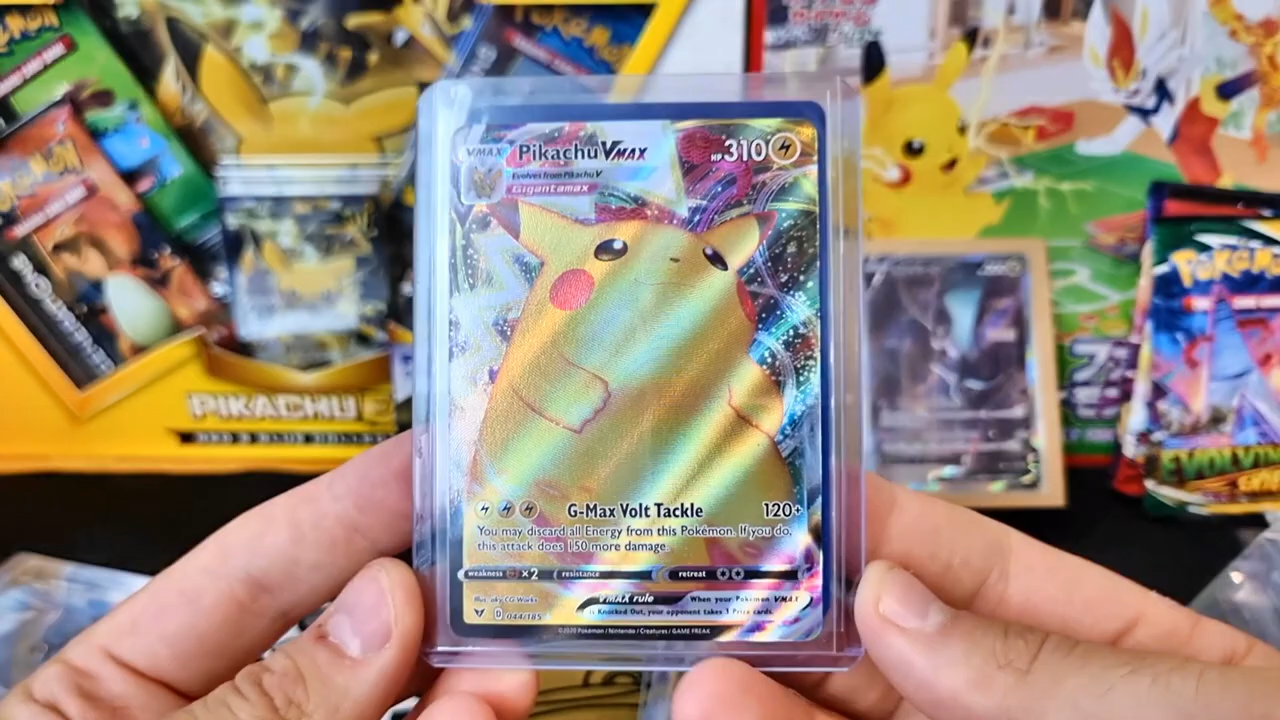 VMAX Pikachu VMAX HP 310
Evolves from Pikachu V
Gigantamax
G-Max Volt Tackle 120+
You may discard all Energy from this Pokémon. If you do,
this attack does 150 more damage.
weakness ×2 resistance retreat
VMAX rule When your Pokémon VMAX
is Knocked Out, your opponent takes 3 Prize cards.
D 044/185
©2020 Pokémon / Nintendo / Creatures / GAME FREAK
PIKACHU
POKÉMON
EVOLVING